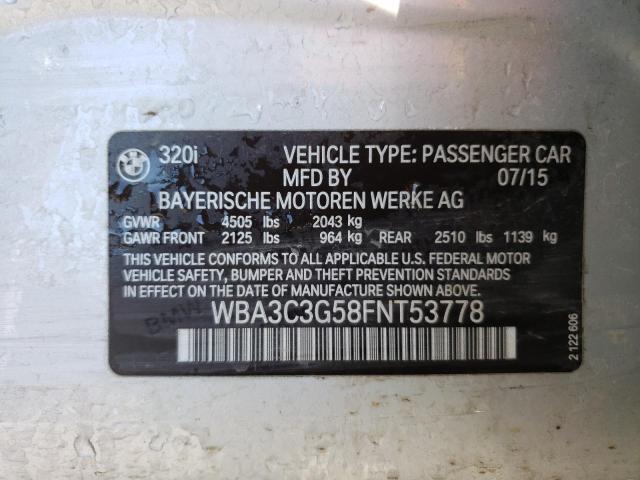 320i VEHICLE TYPE: PASSENGER CAR
MFD BY 07/15
BAYERISCHE MOTOREN WERKE AG
GVWR 4505 lbs 2043 kg
GAWR FRONT 2125 lbs 964 kg REAR 2510 lbs 1139 kg
THIS VEHICLE CONFORMS TO ALL APPLICABLE U.S. FEDERAL MOTOR
VEHICLE SAFETY, BUMPER AND THEFT PREVENTION STANDARDS
IN EFFECT ON THE DATE OF MANUFACTURE SHOWN ABOVE.
BMW
WBA3C3G58FNT53778
2 122 606